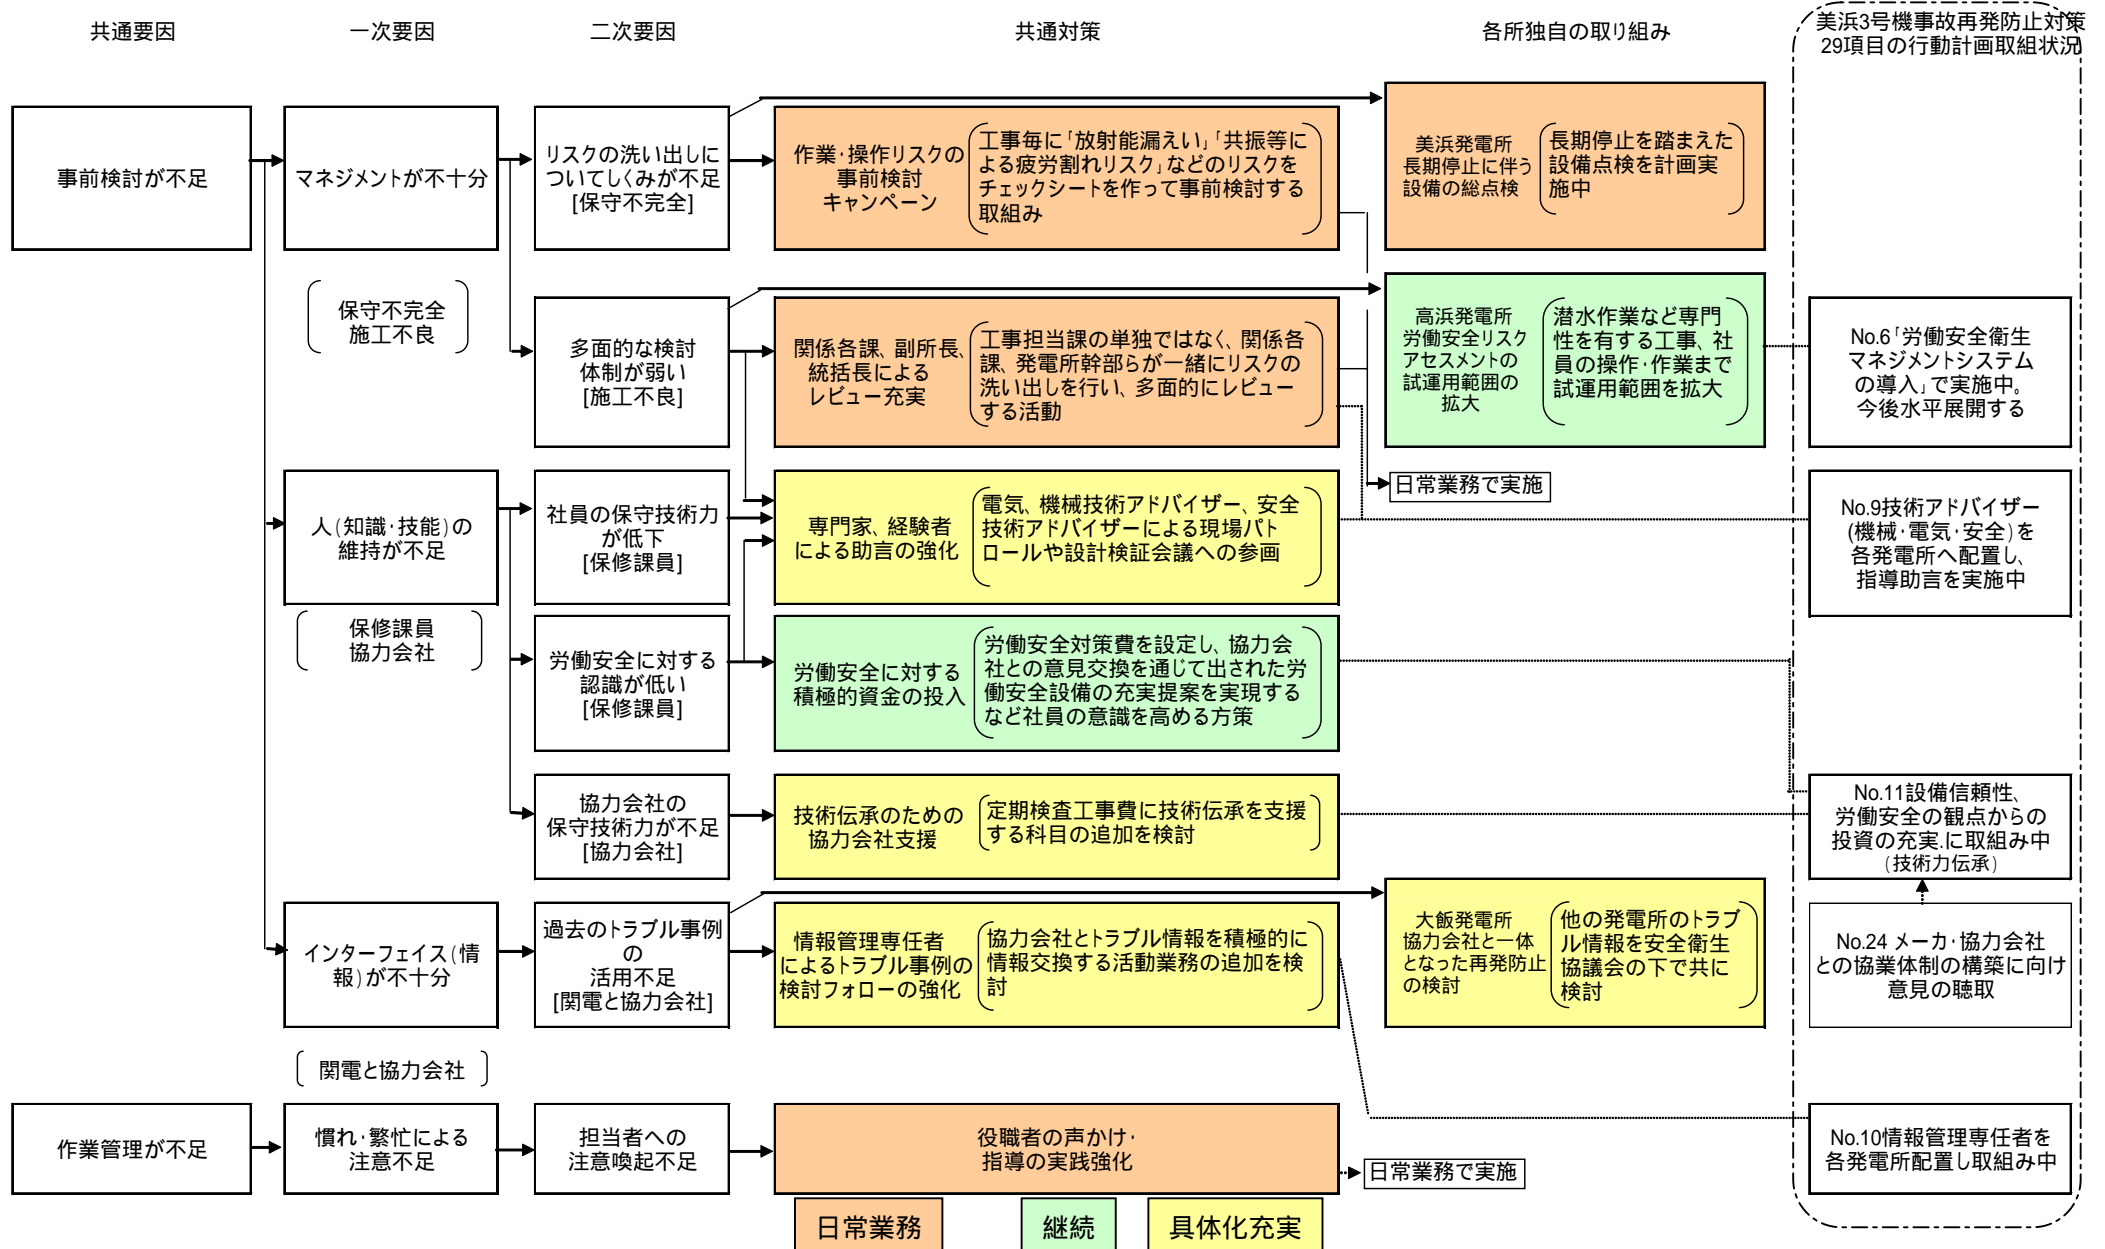 共通要因
一次要因
二次要因
共通対策
各所独自の取り組み
美浜3号機事故再発防止対策
29項目の行動計画取組状況
事前検討が不足
マネジメントが不十分
リスクの洗い出しに
ついてしくみが不足
[保守不完全]
作業・操作リスクの
事前検討
キャンペーン
工事毎に「放射能漏えい」「共振等に
よる疲労割れリスク」などのリスクを
チェックシートを作って事前検討する
取組み
美浜発電所
長期停止に伴う
設備の総点検
長期停止を踏まえた
設備点検を計画実
施中
保守不完全
施工不良
多面的な検討
体制が弱い
[施工不良]
関係各課、副所長、
統括長による
レビュー充実
工事担当課の単独ではなく、関係各
課、発電所幹部らが一緒にリスクの
洗い出しを行い、多面的にレビュー
する活動
高浜発電所
労働安全リスク
アセスメントの
試運用範囲の
拡大
潜水作業など専門
性を有する工事、社
員の操作・作業まで
試運用範囲を拡大
No.6「労働安全衛生
マネジメントシステム
の導入」で実施中。
今後水平展開する
日常業務で実施
人(知識・技能)の
維持が不足
社員の保守技術力
が低下
[保修課員]
専門家、経験者
による助言の強化
電気、機械技術アドバイザー、安全
技術アドバイザーによる現場パト
ロールや設計検証会議への参画
No.9技術アドバイザー
(機械・電気・安全)を
各発電所へ配置し、
指導助言を実施中
保修課員
協力会社
労働安全に対する
認識が低い
[保修課員]
労働安全に対する
積極的資金の投入
労働安全対策費を設定し、協力会
社との意見交換を通じて出された労
働安全設備の充実提案を実現する
など社員の意識を高める方策
協力会社の
保守技術力が不足
[協力会社]
技術伝承のための
協力会社支援
定期検査工事費に技術伝承を支援
する科目の追加を検討
No.11設備信頼性、
労働安全の観点からの
投資の充実.に取組み中
(技術力伝承)
インターフェイス(情
報)が不十分
過去のトラブル事例
の
活用不足
[関電と協力会社]
情報管理専任者
によるトラブル事例の
検討フォローの強化
協力会社とトラブル情報を積極的に
情報交換する活動業務の追加を検
討
大飯発電所
協力会社と一体
となった再発防止
の検討
他の発電所のトラブ
ル情報を安全衛生
協議会の下で共に
検討
No.24 メーカ・協力会社
との協業体制の構築に向け
意見の聴取
関電と協力会社
作業管理が不足
慣れ・繁忙による
注意不足
担当者への
注意喚起不足
役職者の声かけ・
指導の実践強化
日常業務で実施
No.10情報管理専任者を
各発電所配置し取組み中
日常業務
継続
具体化充実